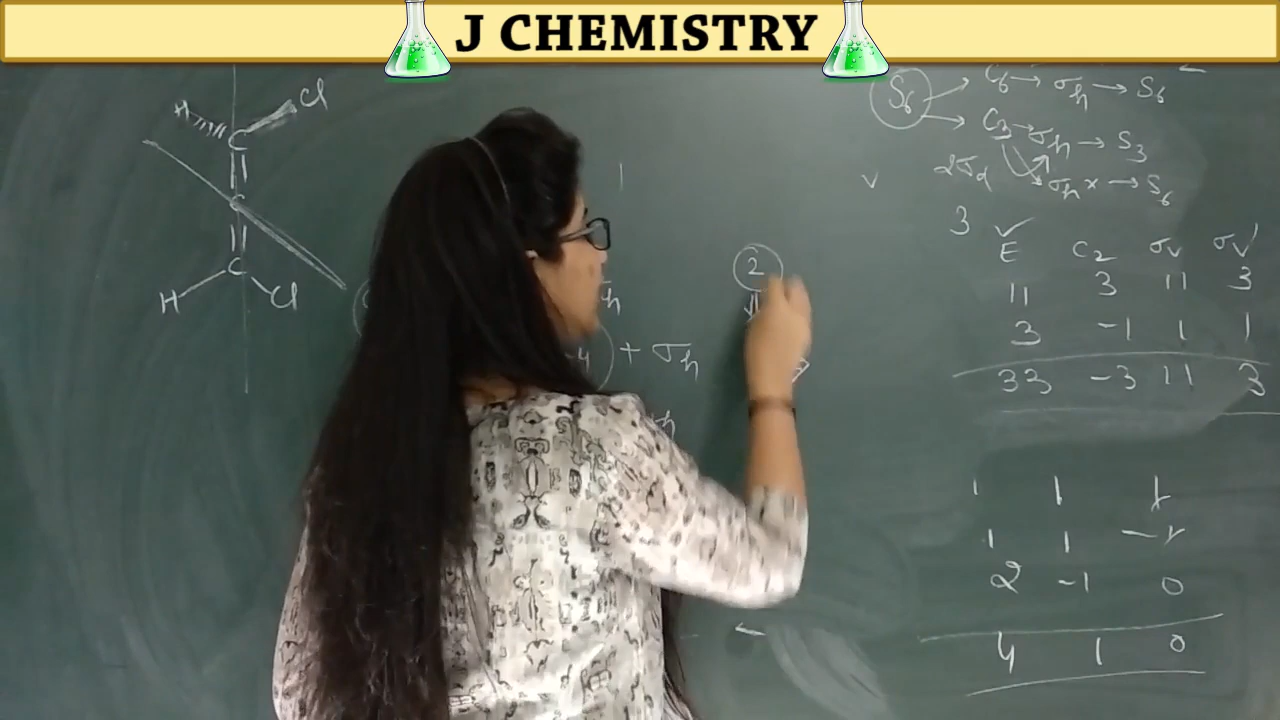 J CHEMISTRY
H Cl
C
C
C
H Cl
S₆ → C₆ → σh → S₆
→ C₃ → σh → S₃
2σd
σh × → S₆
3 ✓
E C₂ σv σv'
11 3 11 3
3 -1 1 1
33 -3 11 3
2
+ σh
1 1 1
1 1 -1
2 -1 0
4 1 0